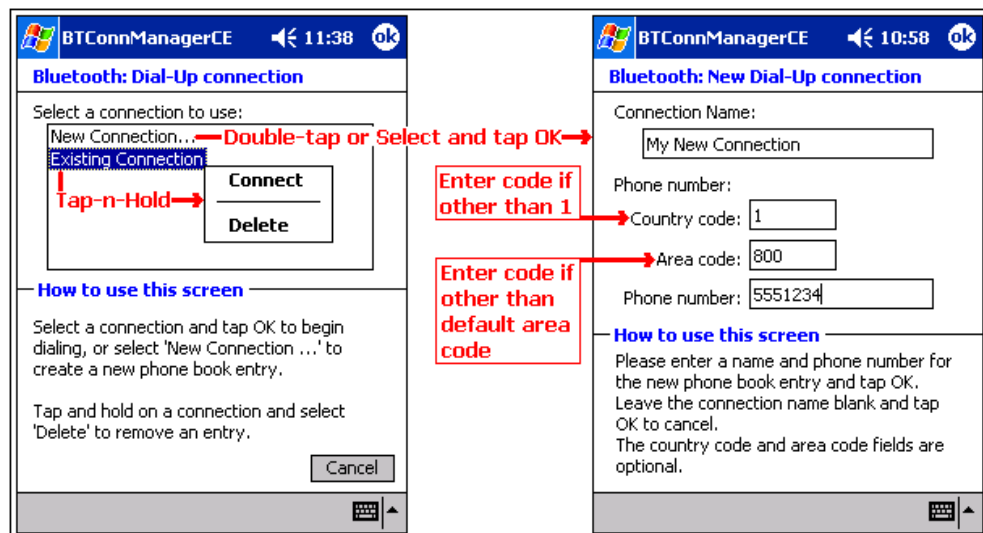 BTConnManagerCE 11:38 ok
Bluetooth: Dial-Up connection
Select a connection to use:
New Connection...
Double-tap or Select and tap OK
Existing Connection
Tap-n-Hold
Connect
Delete
How to use this screen
Select a connection and tap OK to begin
dialing, or select 'New Connection ...' to
create a new phone book entry.
Tap and hold on a connection and select
'Delete' to remove an entry.
Cancel
BTConnManagerCE 10:58 ok
Bluetooth: New Dial-Up connection
Connection Name:
My New Connection
Phone number:
Enter code if
other than 1
Country code: 1
Enter code if
other than
default area
code
Area code: 800
Phone number: 5551234
How to use this screen
Please enter a name and phone number for
the new phone book entry and tap OK.
Leave the connection name blank and tap
OK to cancel.
The country code and area code fields are
optional.